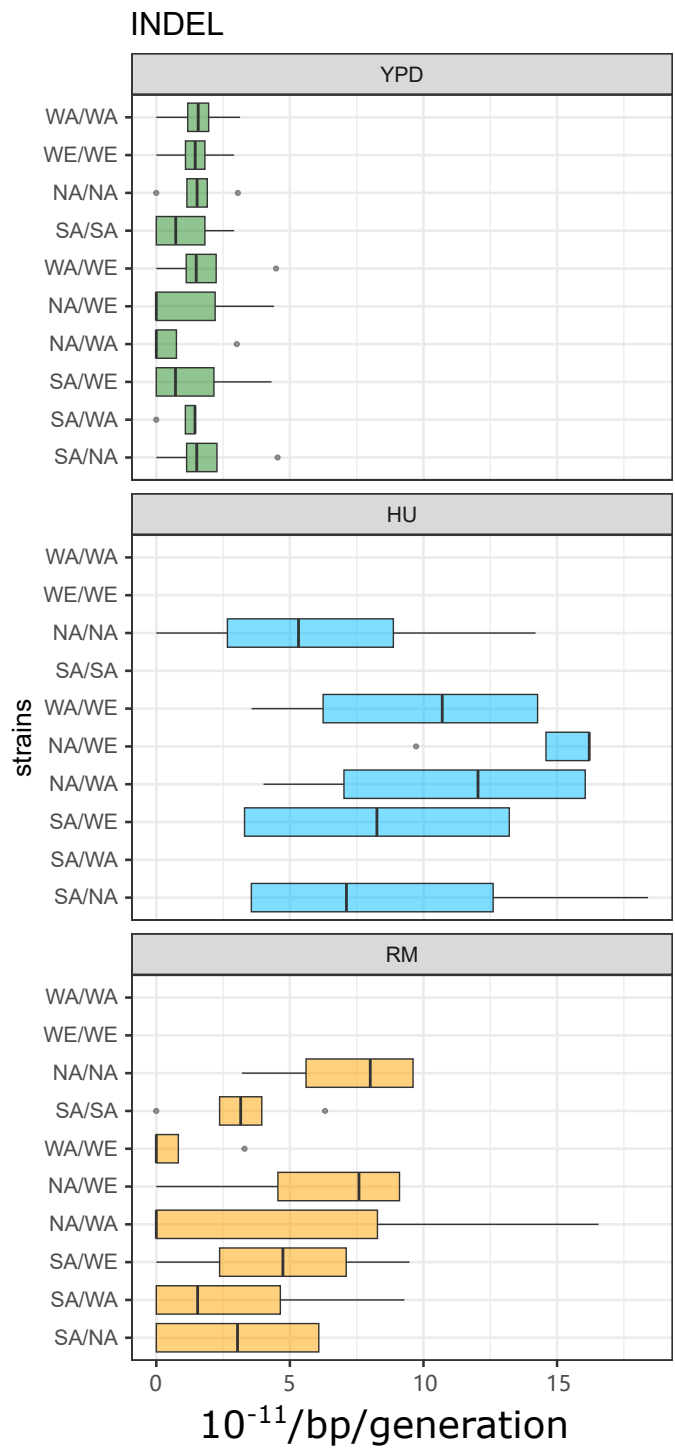 INDEL
YPD
WA/WA
WE/WE
NA/NA
SA/SA
WA/WE
NA/WE
NA/WA
SA/WE
SA/WA
SA/NA
HU
WA/WA
WE/WE
NA/NA
SA/SA
WA/WE
NA/WE
NA/WA
SA/WE
SA/WA
SA/NA
strains
RM
WA/WA
WE/WE
NA/NA
SA/SA
WA/WE
NA/WE
NA/WA
SA/WE
SA/WA
SA/NA
0 5 10 15
10⁻¹¹/bp/generation